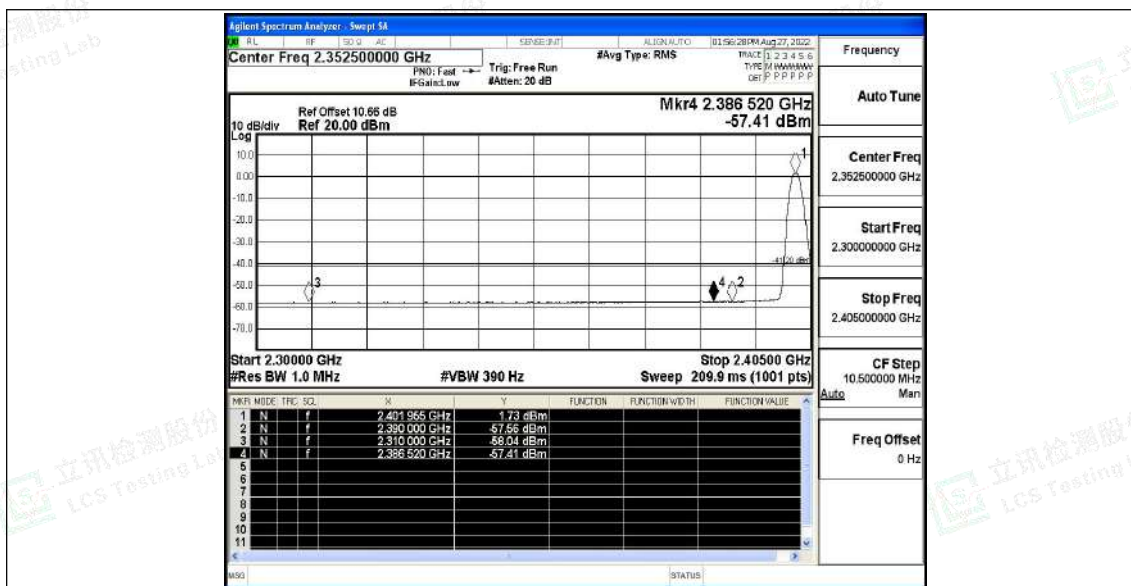 Agilent Spectrum Analyzer - Swept SA
RL RF 50 Ω AC SENSE:INT ALIGN AUTO 01:56:28 PM Aug 27, 2022
Center Freq 2.352500000 GHz
PNO: Fast
IFGain:Low
Trig: Free Run
#Atten: 20 dB
#Avg Type: RMS
TRACE 1 2 3 4 5 6
TYPE
DET P P P P P P
Frequency
Auto Tune
Ref Offset 10.66 dB
10 dB/div Ref 20.00 dBm
Log
Mkr4 2.386 520 GHz
-57.41 dBm
10.0
0.00
-10.0
-20.0
-30.0
-40.0
-50.0
-60.0
-70.0
1
-41.20 dBm
3
4
2
Start 2.30000 GHz
#Res BW 1.0 MHz
#VBW 390 Hz
Stop 2.40500 GHz
Sweep 209.9 ms (1001 pts)
Center Freq
2.352500000 GHz
Start Freq
2.300000000 GHz
Stop Freq
2.405000000 GHz
CF Step
10.500000 MHz
Auto Man
Freq Offset
0 Hz
MKR MODE TRC SCL X Y FUNCTION FUNCTION WIDTH FUNCTION VALUE
1 N f 2.401 965 GHz 1.73 dBm
2 N f 2.390 000 GHz -57.56 dBm
3 N f 2.310 000 GHz -58.04 dBm
4 N f 2.386 520 GHz -57.41 dBm
5
6
7
8
9
10
11
MSG STATUS
立讯检测股份
LCS Testing Lab